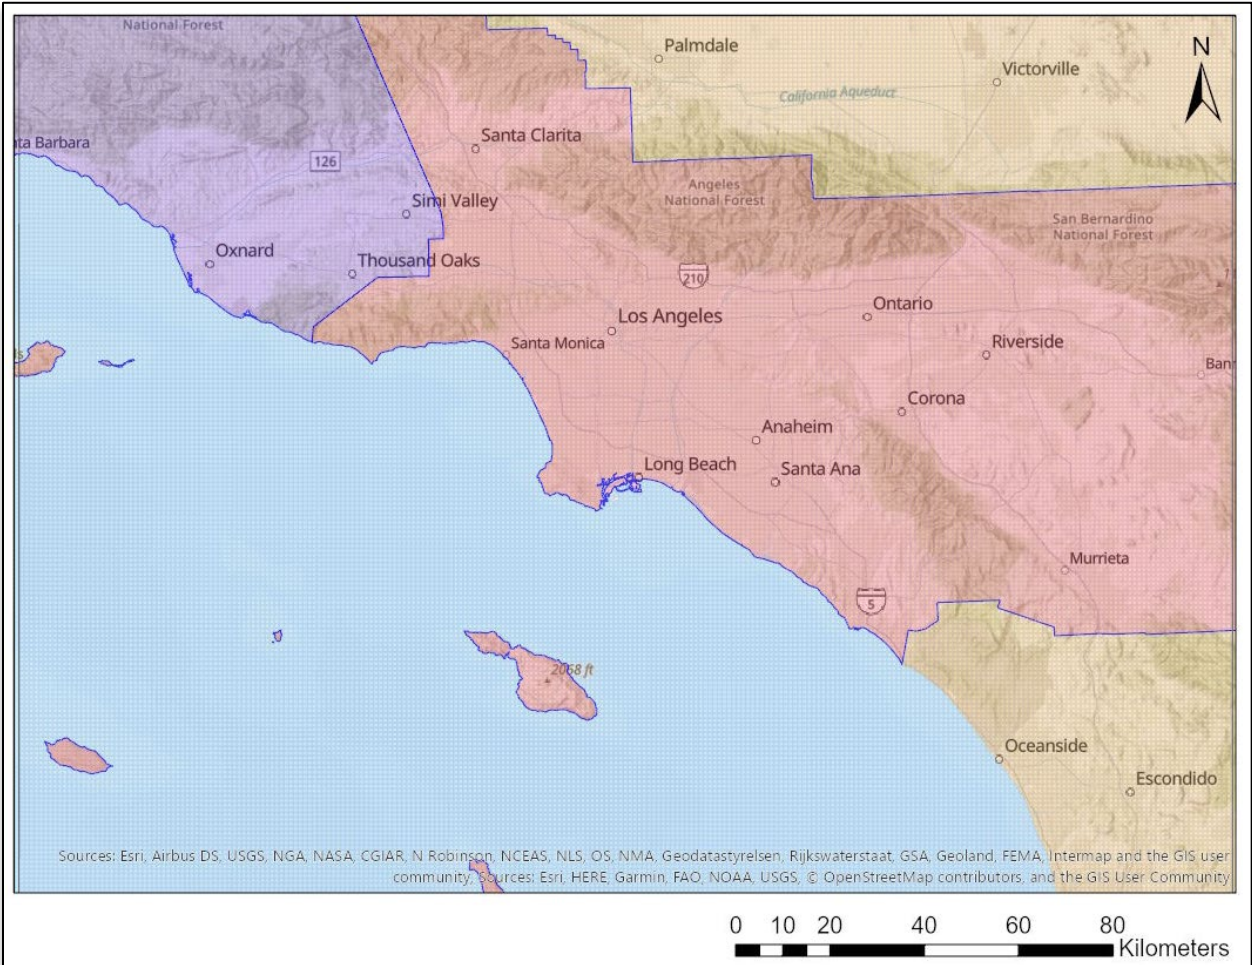 National Forest
Palmdale
N
Victorville
California Aqueduct
ta Barbara
Santa Clarita
126
Angeles
National Forest
Simi Valley
San Bernardino
National Forest
Oxnard
Thousand Oaks
210
Ontario
Los Angeles
Santa Monica
Riverside
Ban
Corona
Anaheim
Long Beach
Santa Ana
Murrieta
5
2068 ft
Oceanside
Escondido
Sources: Esri, Airbus DS, USGS, NGA, NASA, CGIAR, N Robinson, NCEAS, NLS, OS, NMA, Geodatastyrelsen, Rijkswaterstaat, GSA, Geoland, FEMA, Intermap and the GIS user
community, Sources: Esri, HERE, Garmin, FAO, NOAA, USGS, © OpenStreetMap contributors, and the GIS User Community
0 10 20 40 60 80
Kilometers